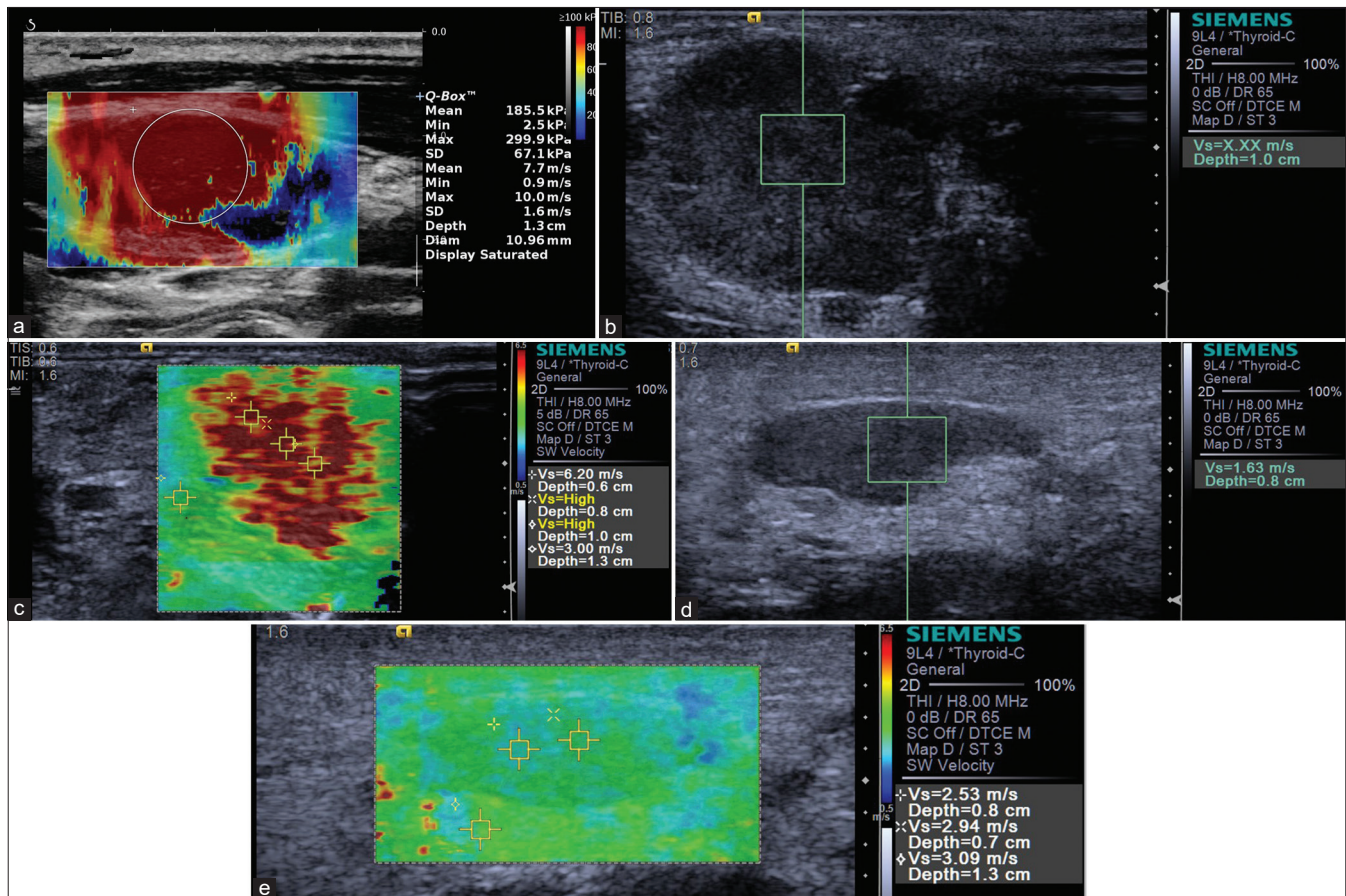 ≥100 kPa
0.0
80
60
40
20
+Q-Box™
Mean 185.5 kPa
Min 2.5 kPa
Max 299.9 kPa
SD 67.1 kPa
Mean 7.7 m/s
Min 0.9 m/s
Max 10.0 m/s
SD 1.6 m/s
Depth 1.3 cm
Diam 10.96 mm
Display Saturated
a
TIB: 0.8
MI: 1.6
SIEMENS
9L4 / *Thyroid-C
General
2D 100%
THI / H8.00 MHz
0 dB / DR 65
SC Off / DTCE M
Map D / ST 3
Vs=X.XX m/s
Depth=1.0 cm
b
TIS: 0.6
TIB: 0.6
MI: 1.6
6.5
0.5
m/s
SIEMENS
9L4 / *Thyroid-C
General
2D 100%
THI / H8.00 MHz
5 dB / DR 65
SC Off / DTCE M
Map D / ST 3
SW Velocity
Vs=6.20 m/s
Depth=0.6 cm
Vs=High
Depth=0.8 cm
Vs=High
Depth=1.0 cm
Vs=3.00 m/s
Depth=1.3 cm
c
0.7
1.6
SIEMENS
9L4 / *Thyroid-C
General
2D 100%
THI / H8.00 MHz
0 dB / DR 65
SC Off / DTCE M
Map D / ST 3
Vs=1.63 m/s
Depth=0.8 cm
d
1.6
0.5
m/s
SIEMENS
9L4 / *Thyroid-C
General
2D 100%
THI / H8.00 MHz
0 dB / DR 65
SC Off / DTCE M
Map D / ST 3
SW Velocity
Vs=2.53 m/s
Depth=0.8 cm
Vs=2.94 m/s
Depth=0.7 cm
Vs=3.09 m/s
Depth=1.3 cm
e